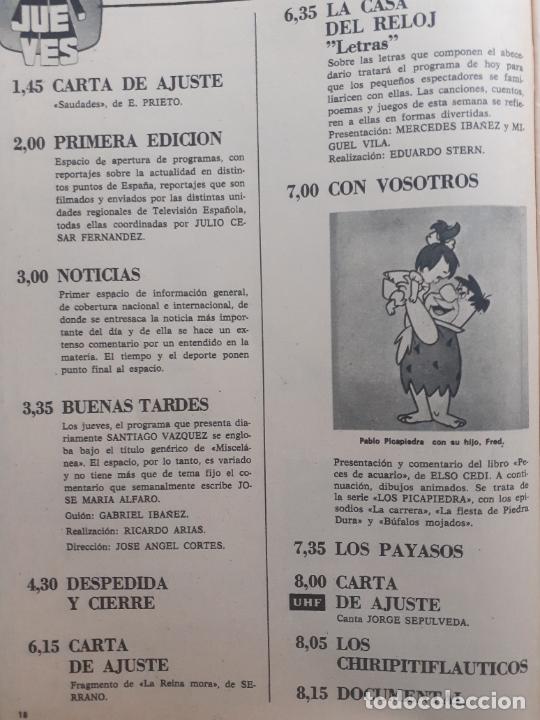 JUE
VES
1,45 CARTA DE AJUSTE
«Saudades», de E. PRIETO.
2,00 PRIMERA EDICION
Espacio de apertura de programas, con
reportajes sobre la actualidad en distin-
tos puntos de España, reportajes que son
filmados y enviados por las distintas uni-
dades regionales de Televisión Española,
todas ellas coordinadas por JULIO CE-
SAR FERNANDEZ.
3,00 NOTICIAS
Primer espacio de información general,
de cobertura nacional e internacional, de
donde se entresaca la noticia más impor-
tante del día y de ella se hace un ex-
tenso comentario por un entendido en la
materia. El tiempo y el deporte ponen
punto final al espacio.
3,35 BUENAS TARDES
Los jueves, el programa que presenta dia-
riamente SANTIAGO VAZQUEZ se englo-
ba bajo el título genérico de «Miscelá-
nea». El espacio, por lo tanto, es variado
y no tiene más que de tema fijo el co-
mentario que semanalmente escribe JO-
SE MARIA ALFARO.
Guión: GABRIEL IBAÑEZ.
Realización: RICARDO ARIAS.
Dirección: JOSE ANGEL CORTES.
4,30 DESPEDIDA
Y CIERRE
6,15 CARTA
DE AJUSTE
Fragmento de «La Reina mora», de SE-
RRANO.
18
6,35 LA CASA
DEL RELOJ
"Letras"
Sobre las letras que componen el abece-
dario tratará el programa de hoy para
que los pequeños espectadores se fami-
liaricen con ellas. Las canciones, cuentos,
poemas y juegos de esta semana se refie-
ren a ellas en formas divertidas.
Presentación: MERCEDES IBAÑEZ y MI-
GUEL VILA.
Realización: EDUARDO STERN.
7,00 CON VOSOTROS
Pablo Picapiedra con su hijo, Fred.
Presentación y comentario del libro «Pe-
ces de acuario», de ELSO CEDI. A conti-
nuación, dibujos animados. Se trata de
la serie «LOS PICAPIEDRA», con los epi-
sodios «La carrera», «La fiesta de Piedra
Dura» y «Búfalos mojados».
7,35 LOS PAYASOS
8,00 CARTA
UHF DE AJUSTE
Canta JORGE SEPULVEDA.
8,05 LOS
CHIRIPITIFLAUTICOS
8,15 DOCUMENTAL
todocoleccion